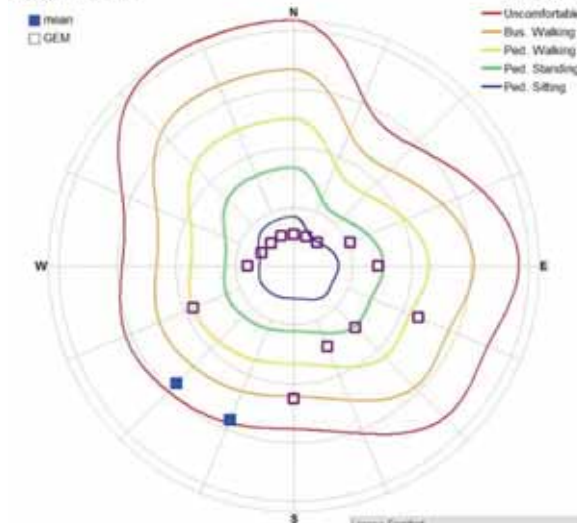 mean
GEM
N
Uncomfortable
Bus. Walking
Ped. Walking
Ped. Standing
Ped. Sitting
W
E
S